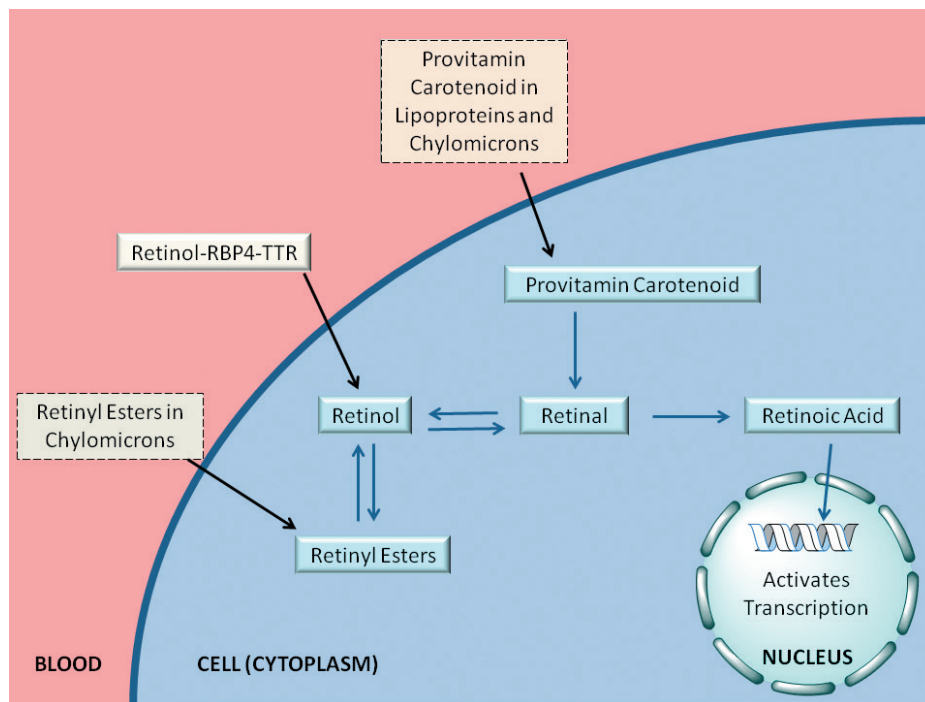 Provitamin
Carotenoid in
Lipoproteins and
Chylomicrons
Retinol-RBP4-TTR
Provitamin Carotenoid
Retinyl Esters in
Chylomicrons
Retinol
Retinal
Retinoic Acid
Retinyl Esters
Activates
Transcription
NUCLEUS
BLOOD
CELL (CYTOPLASM)